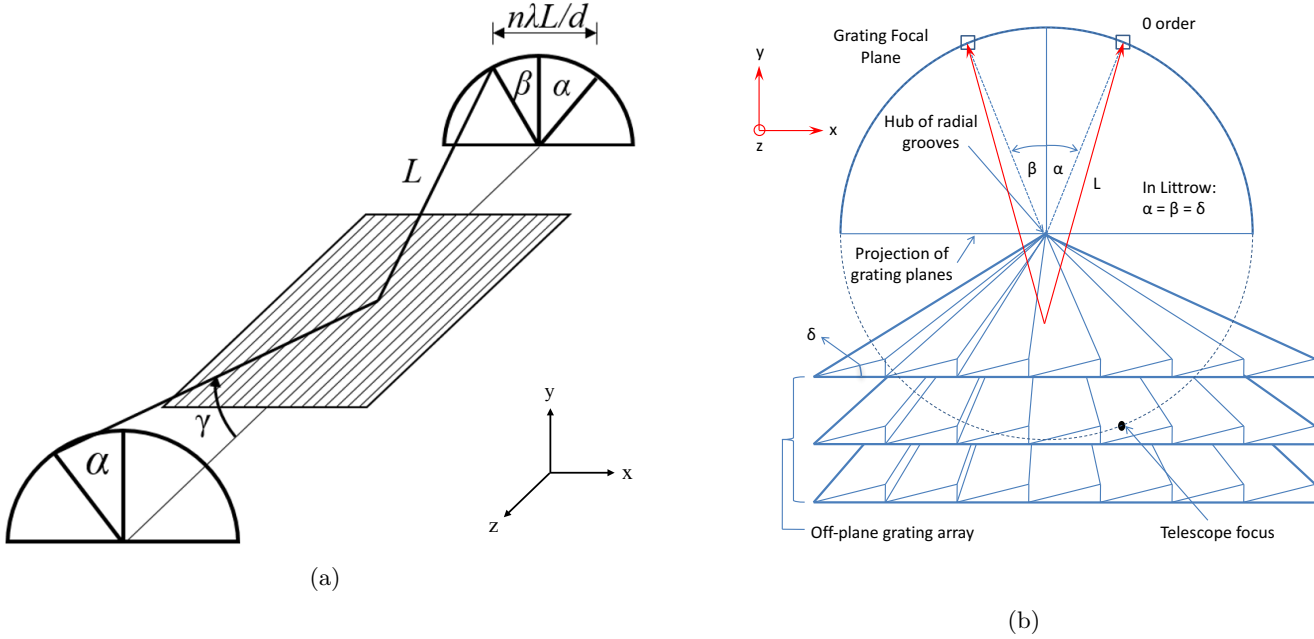 nλL/d
β
α
L
γ
α
y
x
z
(a)
Grating Focal
Plane
0 order
y
x
z
Hub of radial
grooves
β
α
L
In Littrow:
α = β = δ
Projection of
grating planes
δ
Off-plane grating array
Telescope focus
(b)